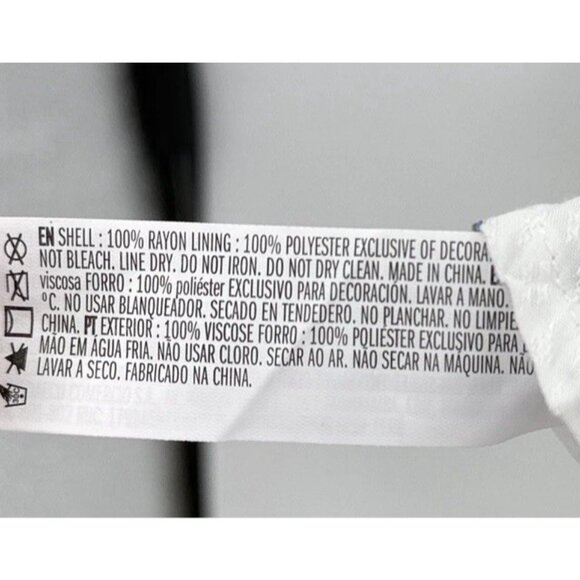 EN SHELL : 100% RAYON LINING : 100% POLYESTER EXCLUSIVE OF DECORA
NOT BLEACH. LINE DRY. DO NOT IRON. DO NOT DRY CLEAN. MADE IN CHINA.
viscosa FORRO : 100% poliéster EXCLUSIVO PARA DECORACIÓN. LAVAR A MANO.
°C. NO USAR BLANQUEADOR. SECADO EN TENDEDERO. NO PLANCHAR. NO LIMPIE
CHINA. PT EXTERIOR : 100% VISCOSE FORRO : 100% POLIÉSTER EXCLUSIVO PARA
MÃO EM ÁGUA FRIA. NÃO USAR CLORO. SECAR AO AR. NÃO SECAR NA MÁQUINA. NÃO
LAVAR A SECO. FABRICADO NA CHINA.